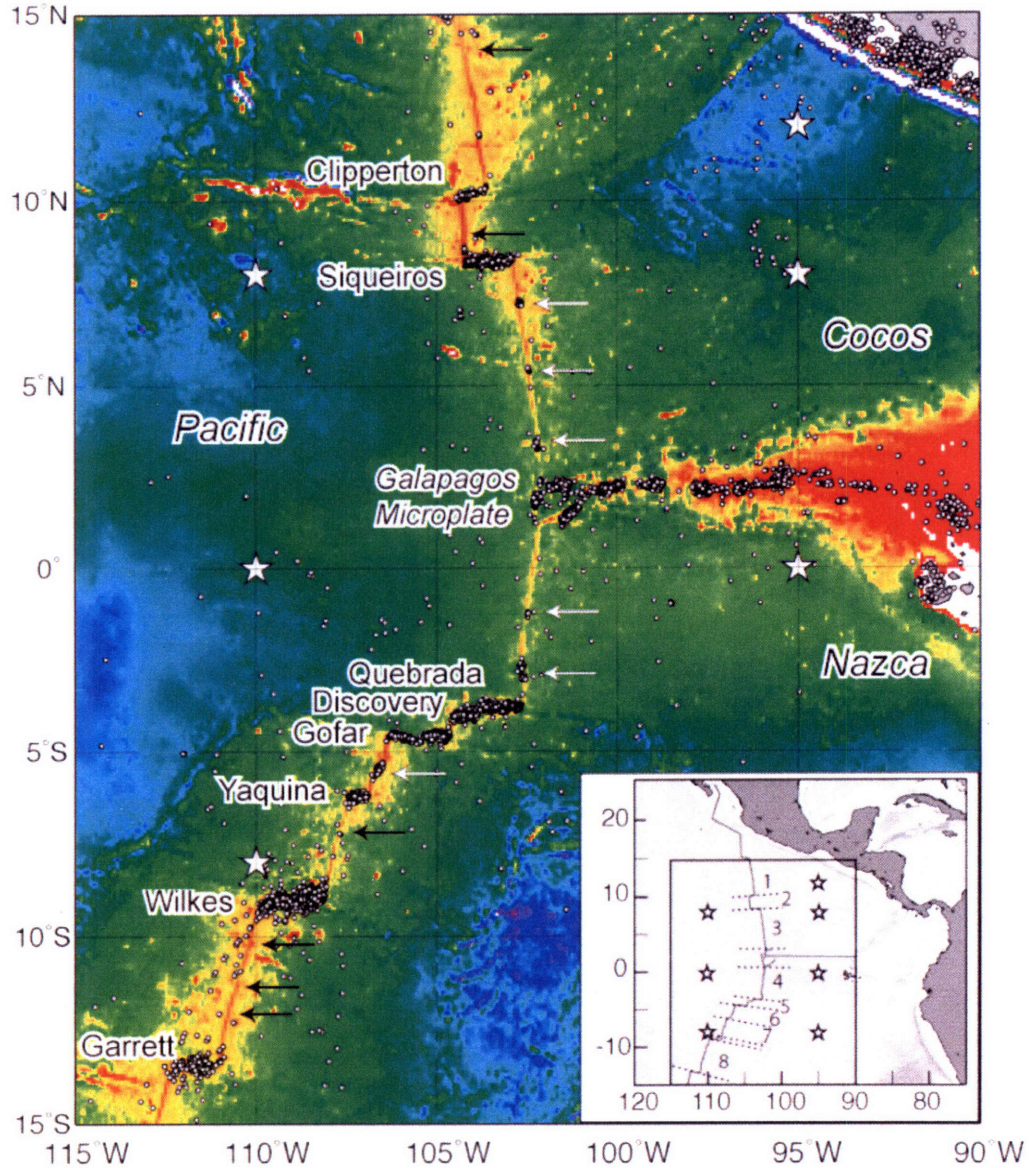 15°N
Clipperton
10°N
Siqueiros
Cocos
5°N
Pacific
Galapagos
Microplate
0°
Nazca
Quebrada
Discovery
Gofar
5°S
Yaquina
Wilkes
10°S
Garrett
15°S
115°W 110°W 105°W 100°W 95°W 90°W
20
10
0
-10
1
2
3
4
5
6
8
120 110 100 90 80